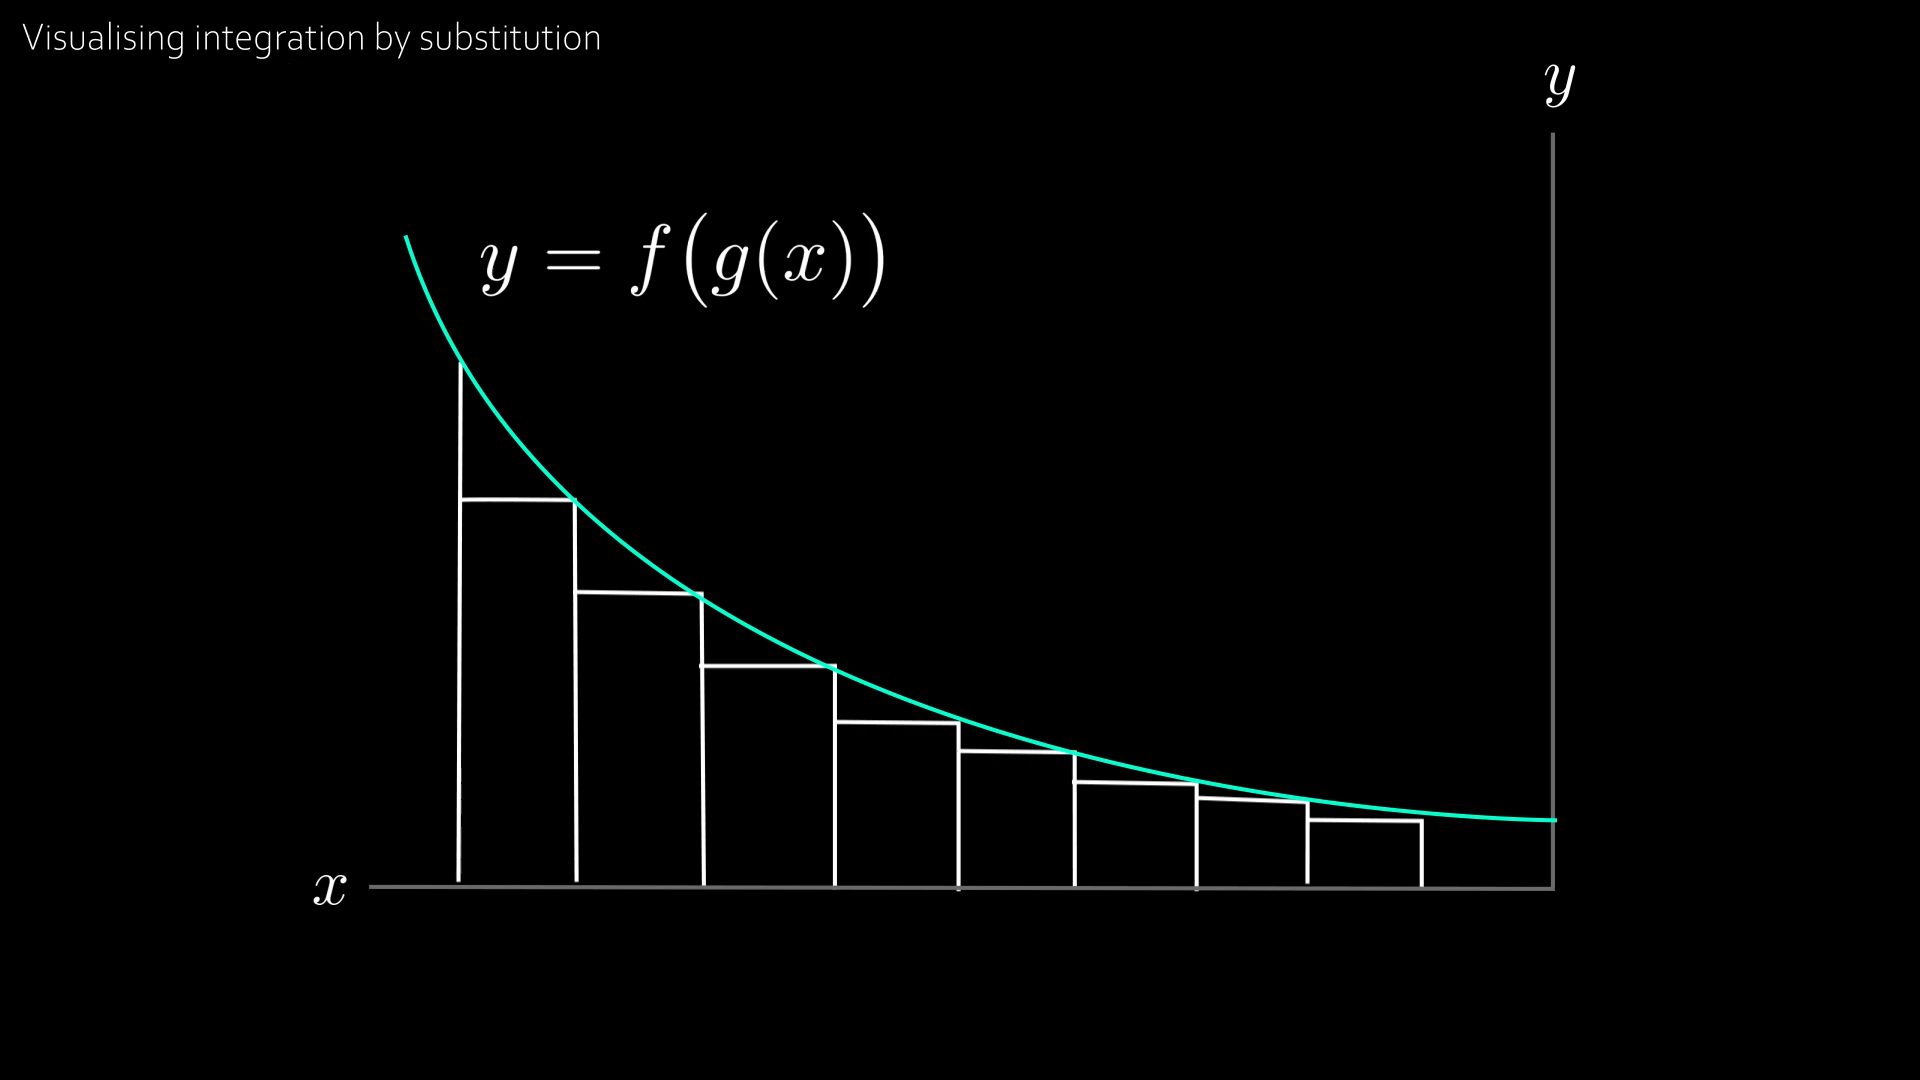 Visualising integration by substitution
y
y = f(g(x))
x